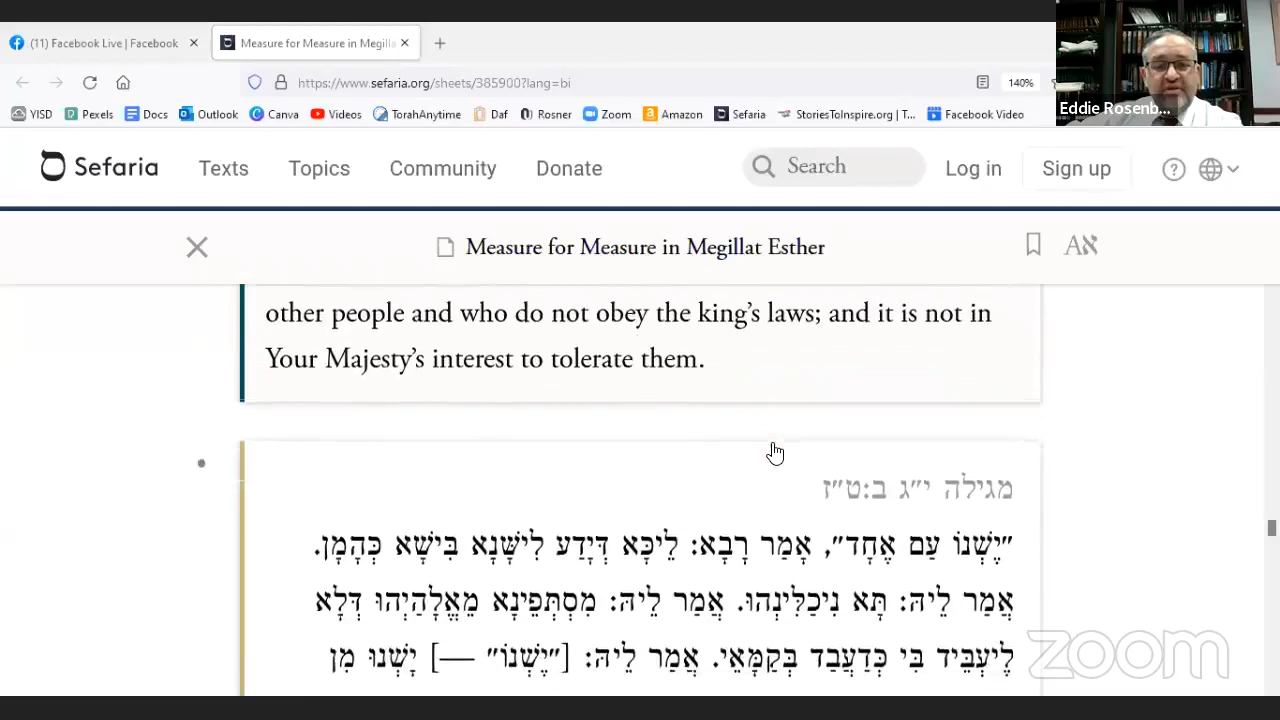 (11) Facebook Live | Facebook
Measure for Measure in Megilla
https://www.sefaria.org/sheets/385900?lang=bi
140%
YISD Pexels Docs Outlook Canva Videos TorahAnytime Daf Rosner Zoom Amazon Sefaria StoriesToInspire.org | T... Facebook Video
Eddie Rosenb...
Sefaria Texts Topics Community Donate Search Log in Sign up
Measure for Measure in Megillat Esther
other people and who do not obey the king's laws; and it is not in
Your Majesty's interest to tolerate them.
מגילה י״ג ב:ט״ז
״יֶשְׁנוֹ עַם אֶחָד״, אָמַר רָבָא: לֵיכָּא דְּיָדַע לִישָּׁנָא בִּישָׁא כְּהָמָן.
אֲמַר לֵיהּ: תָּא נִיכַלִּינְהוּ. אֲמַר לֵיהּ: מִסְתְּפֵינָא מֵאֱלָהַיְהוּ דְּלָא
לֶיעְבֵּיד בִּי כְּדַעֲבַד בְּקַמָּאֵי. אֲמַר לֵיהּ: [״יֶשְׁנוֹ״ —] יָשְׁנוּ מִן
zoom